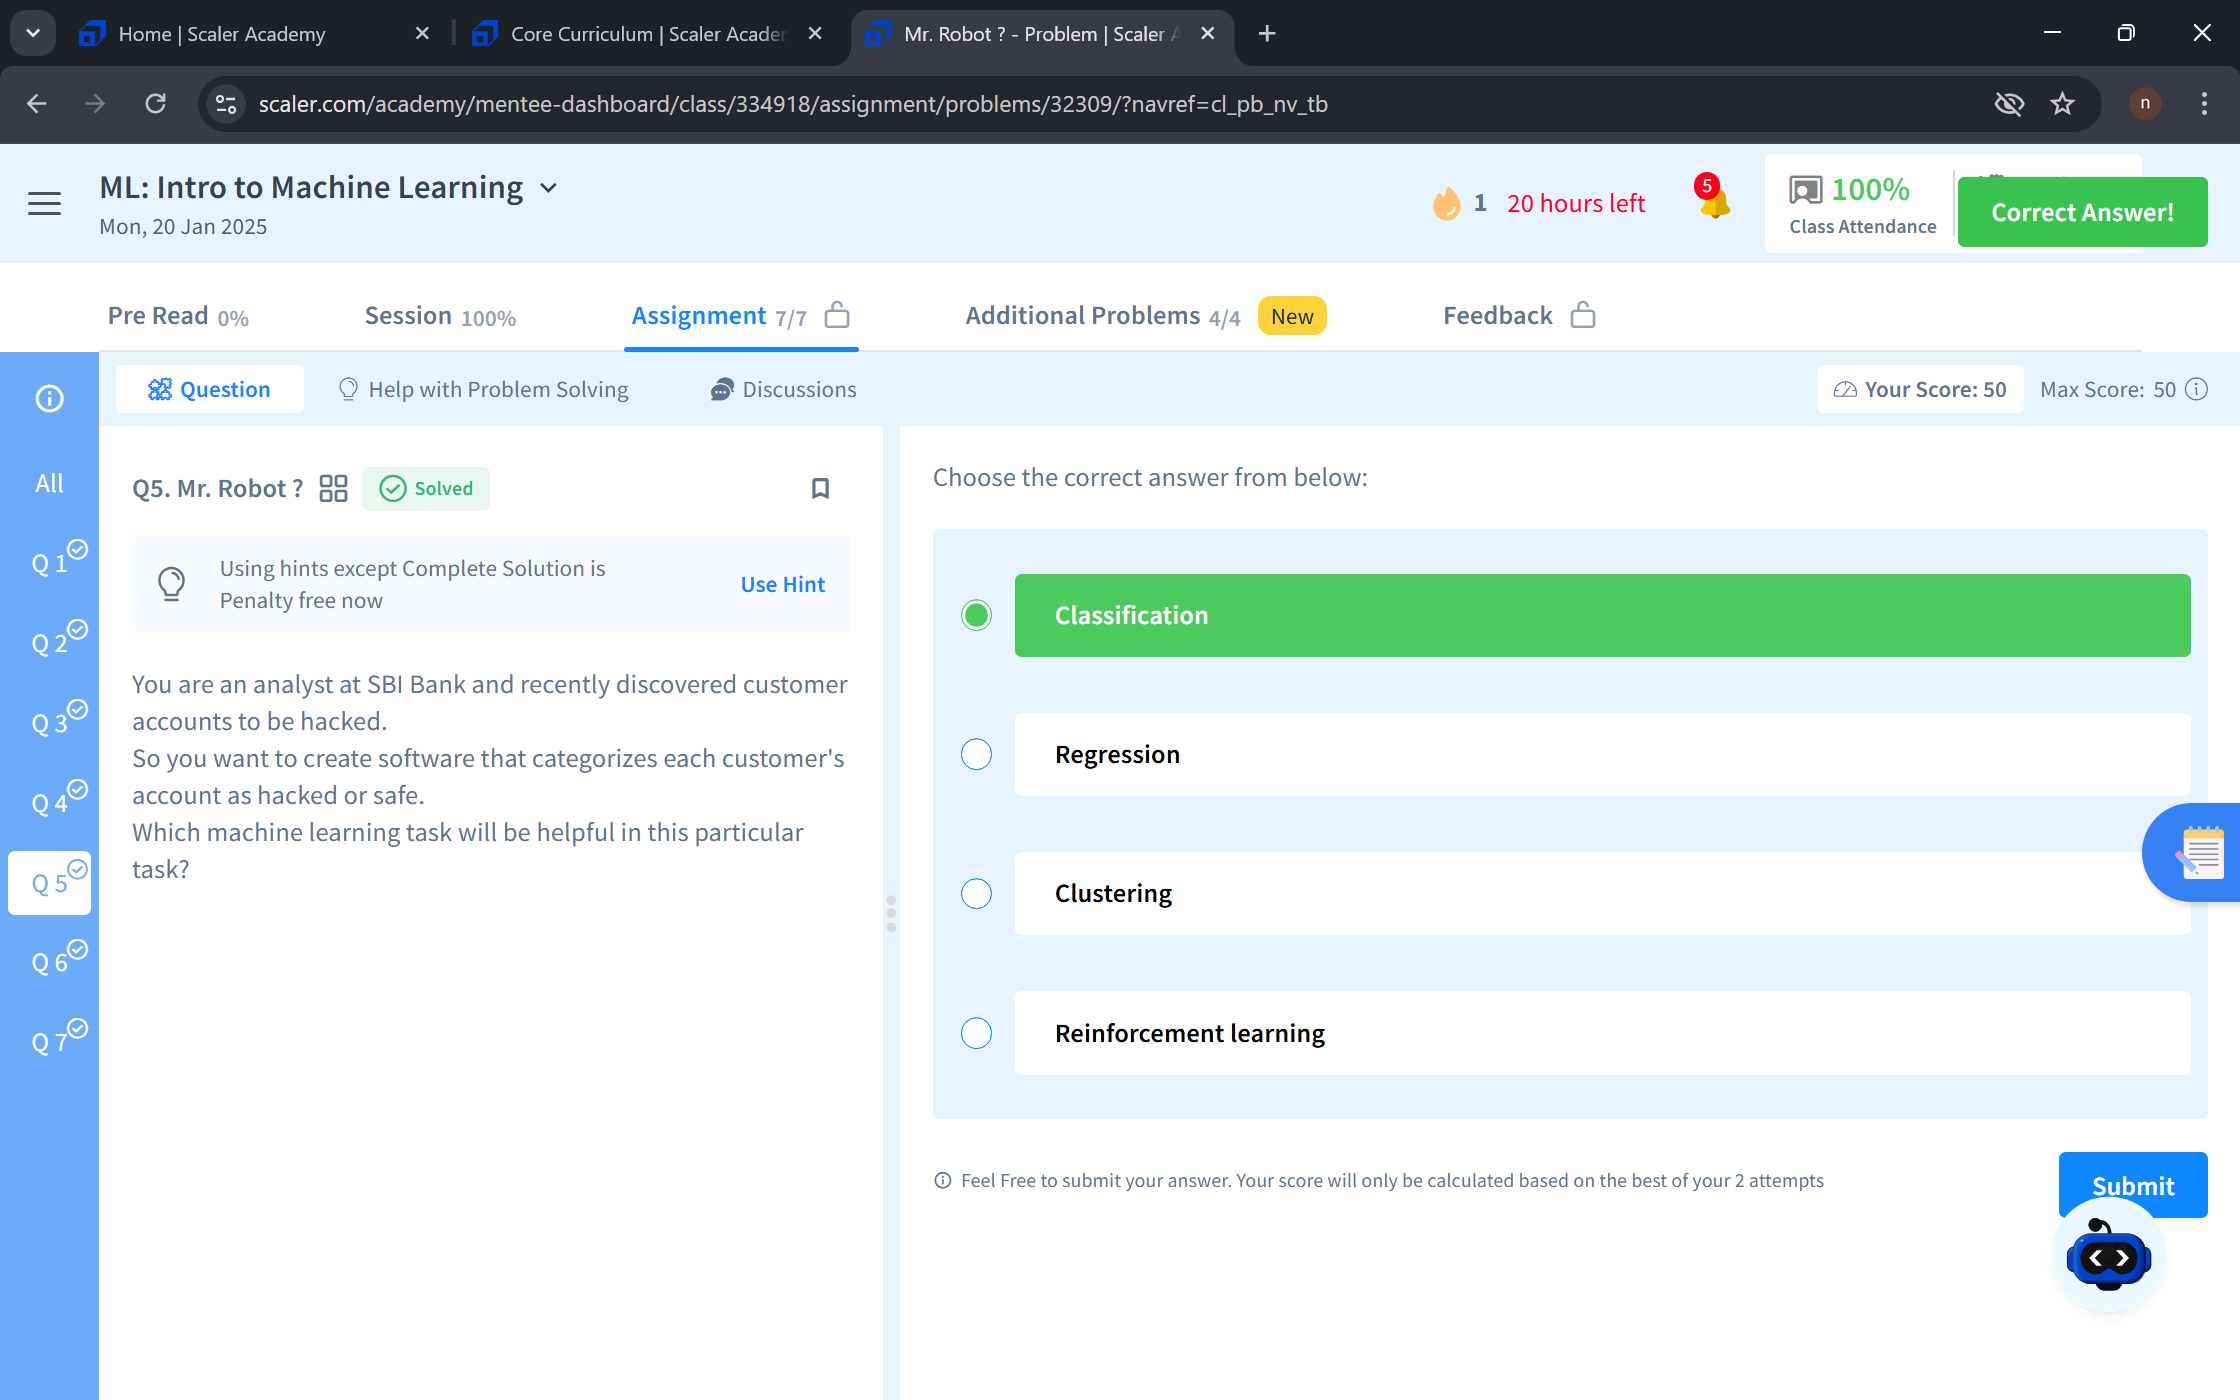 Home | Scaler Academy
Core Curriculum | Scaler Acader
Mr. Robot ? - Problem | Scaler A
scaler.com/academy/mentee-dashboard/class/334918/assignment/problems/32309/?navref=cl_pb_nv_tb
n
ML: Intro to Machine Learning
Mon, 20 Jan 2025
1 20 hours left
5
100%
Class Attendance
Correct Answer!
Pre Read 0%
Session 100%
Assignment 7/7
Additional Problems 4/4 New
Feedback
Question
Help with Problem Solving
Discussions
Your Score: 50
Max Score: 50
All
Q 1
Q 2
Q 3
Q 4
Q 5
Q 6
Q 7
Q5. Mr. Robot ?
Solved
Using hints except Complete Solution is
Penalty free now
Use Hint
You are an analyst at SBI Bank and recently discovered customer
accounts to be hacked.
So you want to create software that categorizes each customer's
account as hacked or safe.
Which machine learning task will be helpful in this particular
task?
Choose the correct answer from below:
Classification
Regression
Clustering
Reinforcement learning
Feel Free to submit your answer. Your score will only be calculated based on the best of your 2 attempts
Submit